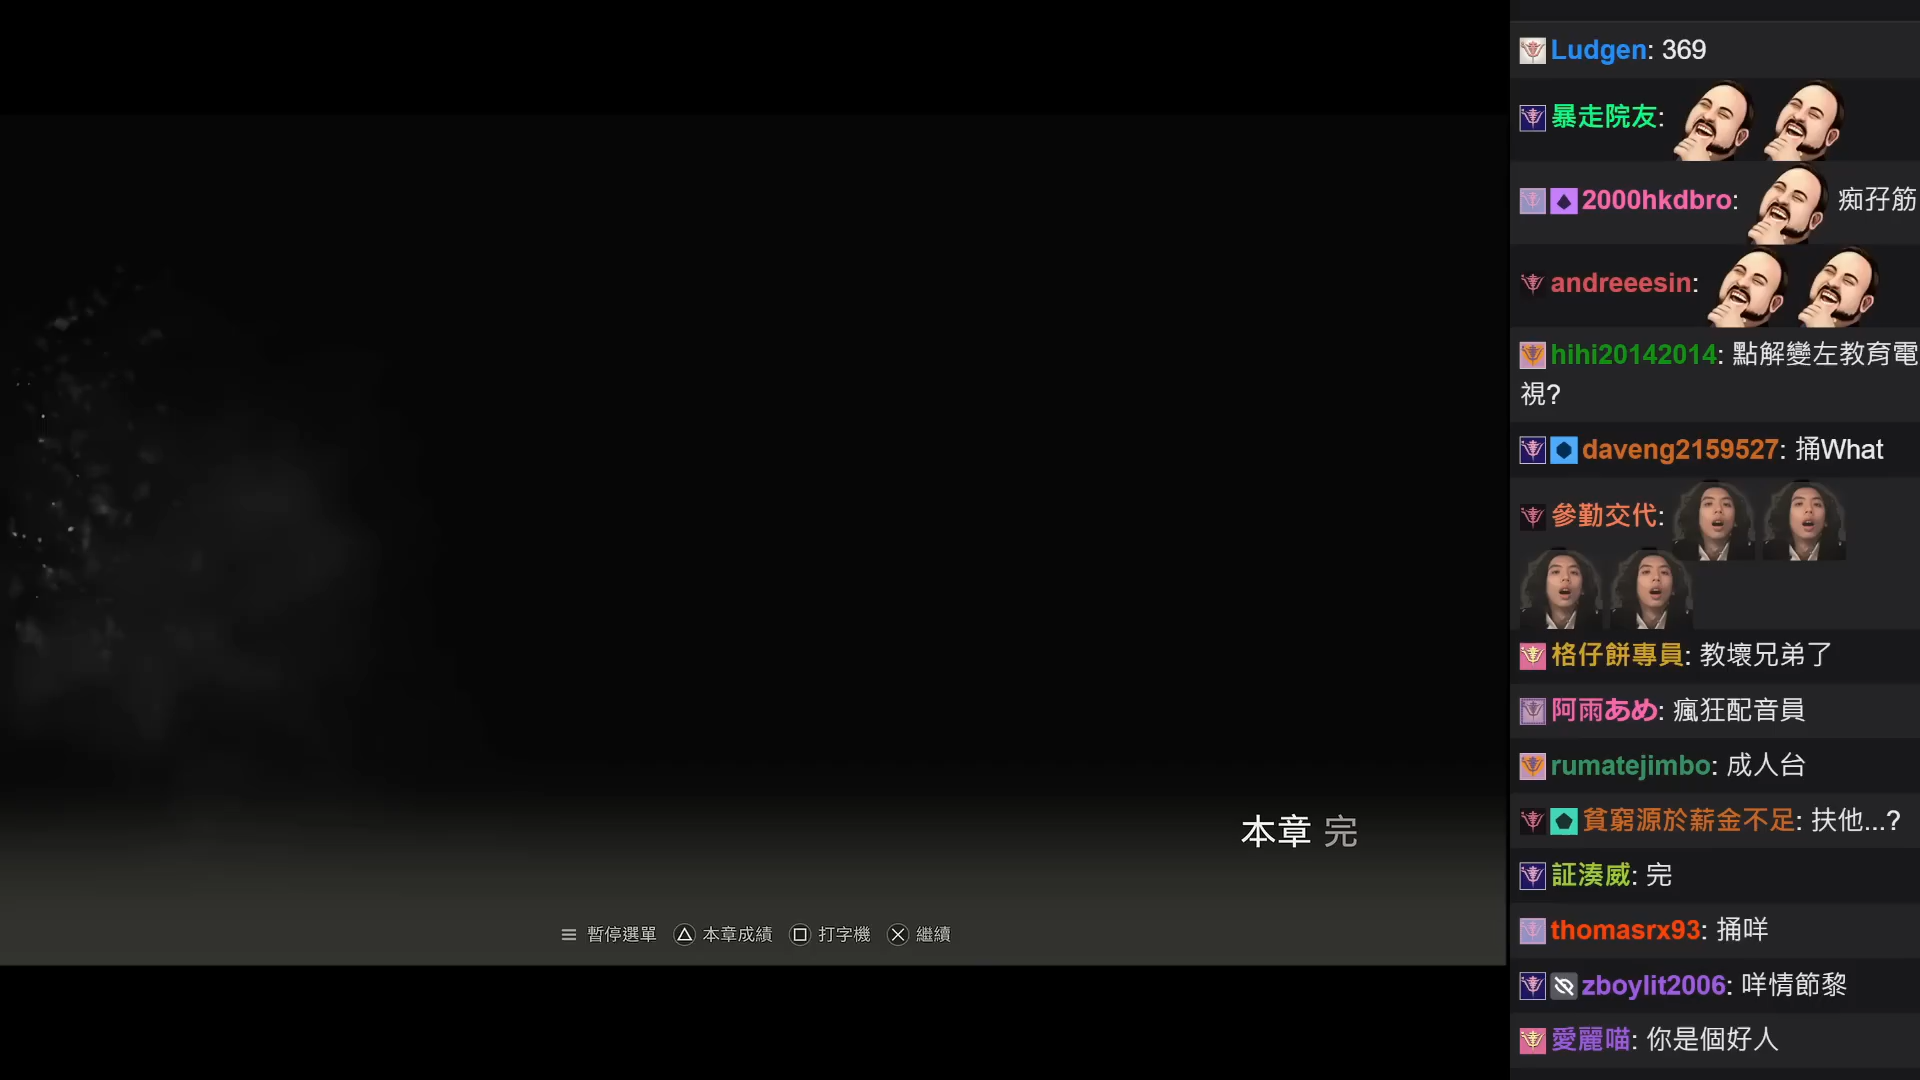 本章 完
暫停選單 本章成績 打字機 繼續
Ludgen: 369
暴走院友:
2000hkdbro: 痴孖筋
andreeesin:
hihi20142014: 點解變左教育電
視?
daveng2159527: 捅What
參勤交代:
格仔餅專員: 教壞兄弟了
阿雨あめ: 瘋狂配音員
rumatejimbo: 成人台
貧窮源於薪金不足: 扶他...?
証湊威: 完
thomasrx93: 捅咩
zboylit2006: 咩情節黎
愛麗喵: 你是個好人